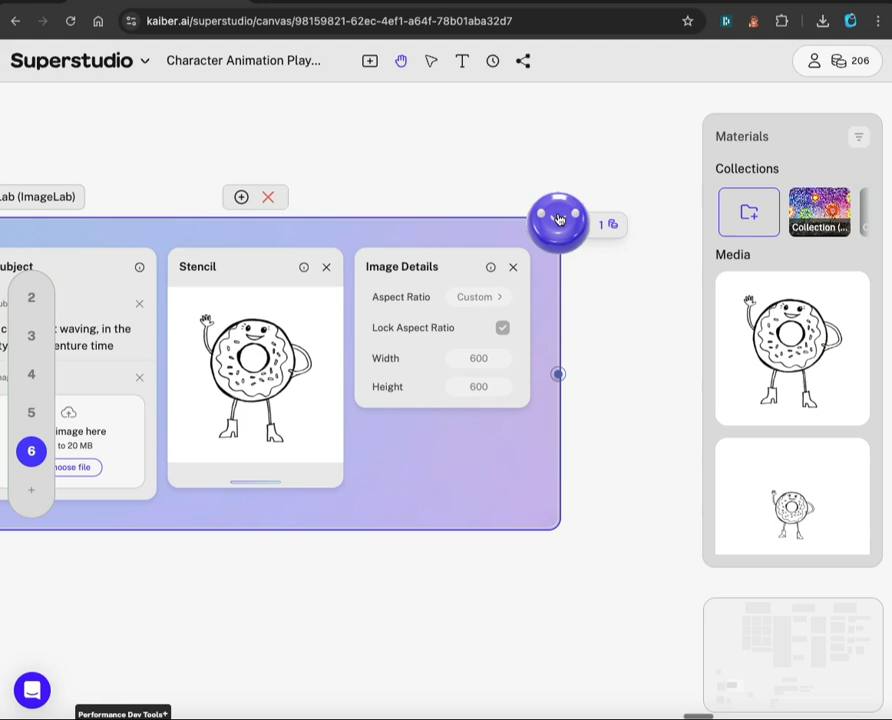 kaiber.ai/superstudio/canvas/98159821-62ec-4ef1-a64f-78b01aba32d7
Superstudio
Character Animation Play...
206
Lab (ImageLab)
1
Materials
Collections
Collection (...
Media
ubject
Stencil
Image Details
Aspect Ratio
Custom
Lock Aspect Ratio
Width
600
Height
600
waving, in the
enture time
image here
to 20 MB
oose file
2
3
4
5
6
+
Performance Dev Tools+